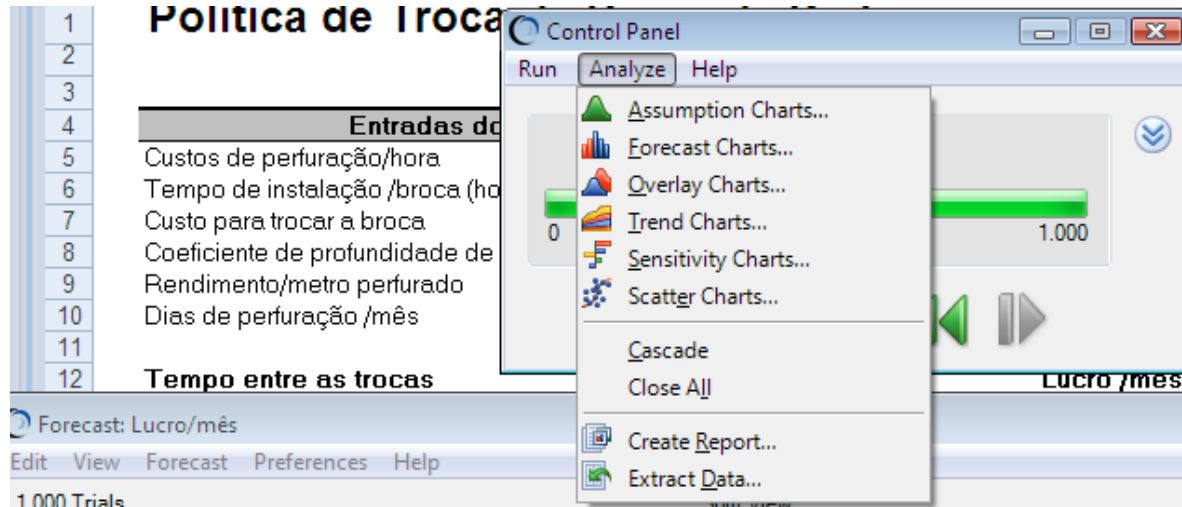 1 Política de Troca
Control Panel
2
Run Analyze Help
3
4 Entradas do
5 Custos de perfuração/hora
6 Tempo de instalação /broca (ho
7 Custo para trocar a broca
8 Coeficiente de profundidade de
9 Rendimento/metro perfurado
10 Dias de perfuração /mês
11
12 Tempo entre as trocas
Assumption Charts...
Forecast Charts...
Overlay Charts...
Trend Charts...
Sensitivity Charts...
Scatter Charts...
Cascade
Close All
Create Report...
Extract Data...
0 1.000
Lucro /mês
Forecast: Lucro/mês
Edit View Forecast Preferences Help
1.000 Trials